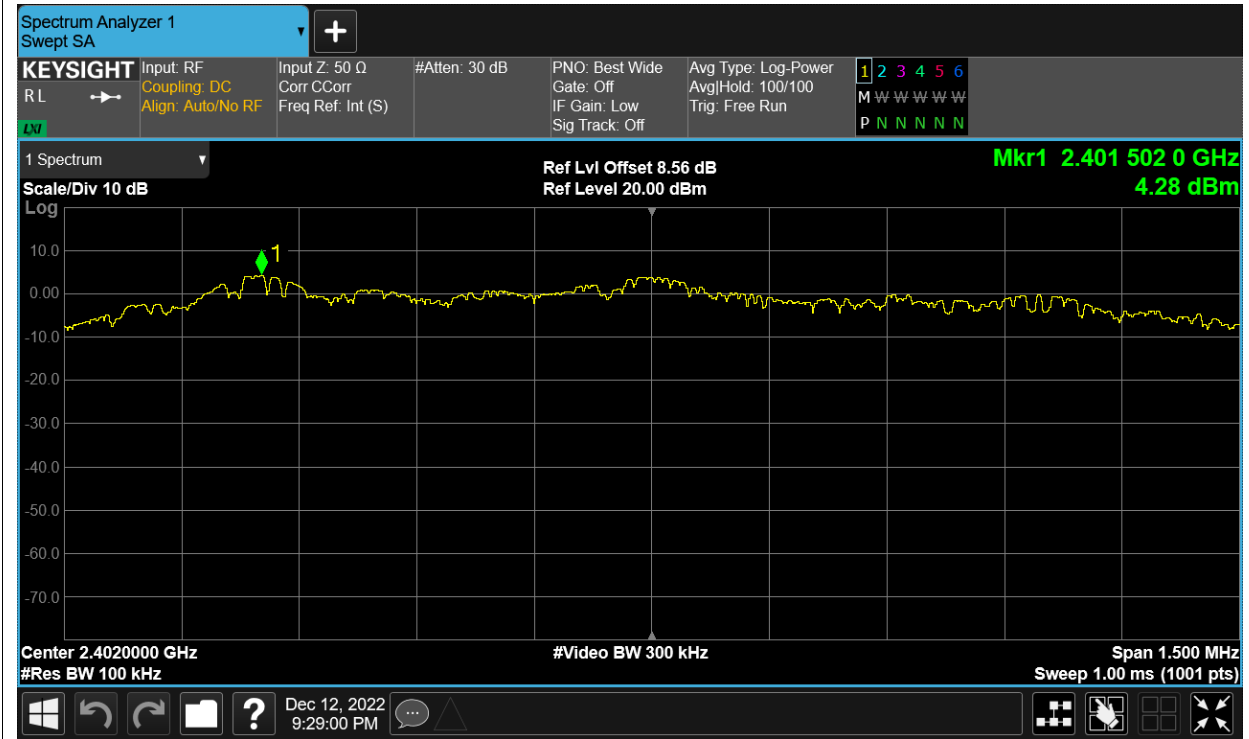 Spectrum Analyzer 1
Swept SA
KEYSIGHT
RL
LXI
Input: RF
Coupling: DC
Align: Auto/No RF
Input Z: 50 Ω
Corr CCorr
Freq Ref: Int (S)
#Atten: 30 dB
PNO: Best Wide
Gate: Off
IF Gain: Low
Sig Track: Off
Avg Type: Log-Power
Avg|Hold: 100/100
Trig: Free Run
1 2 3 4 5 6
M W W W W W
P N N N N N
1 Spectrum
Scale/Div 10 dB
Log
Ref Lvl Offset 8.56 dB
Ref Level 20.00 dBm
Mkr1 2.401 502 0 GHz
4.28 dBm
1
10.0
0.00
-10.0
-20.0
-30.0
-40.0
-50.0
-60.0
-70.0
Center 2.4020000 GHz
#Video BW 300 kHz
Span 1.500 MHz
#Res BW 100 kHz
Sweep 1.00 ms (1001 pts)
?
Dec 12, 2022
9:29:00 PM